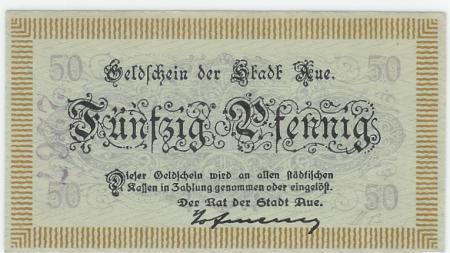 50 50
Geldschein der Stadt Aue.
Fünfzig Pfennig
Dieser Geldschein wird an allen städtischen
Kassen in Zahlung genommen oder eingelöst.
Der Rat der Stadt Aue.
50 50